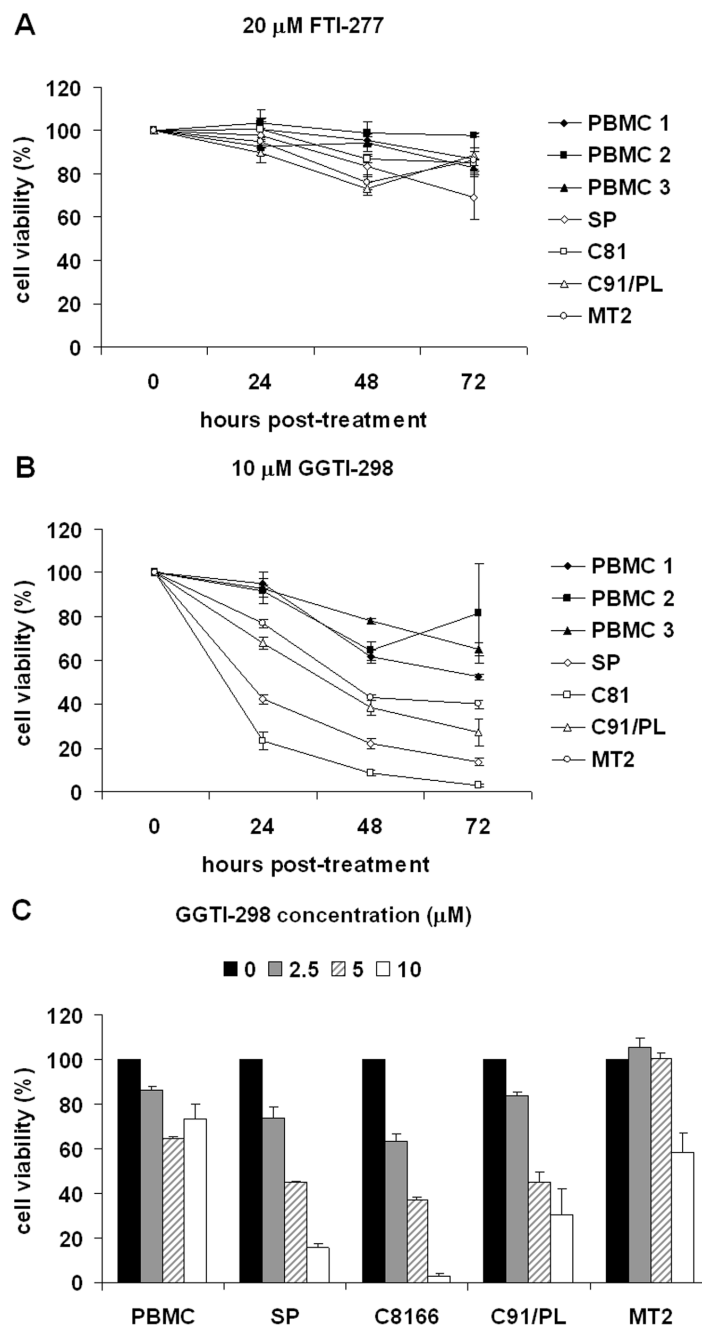 A
20 μM FTI-277
120
100
80
60
40
20
0
cell viability (%)
0 24 48 72
hours post-treatment
PBMC 1
PBMC 2
PBMC 3
SP
C81
C91/PL
MT2
B
10 μM GGTI-298
120
100
80
60
40
20
0
cell viability (%)
0 24 48 72
hours post-treatment
PBMC 1
PBMC 2
PBMC 3
SP
C81
C91/PL
MT2
C
GGTI-298 concentration (μM)
0 2.5 5 10
120
100
80
60
40
20
0
cell viability (%)
PBMC SP C8166 C91/PL MT2